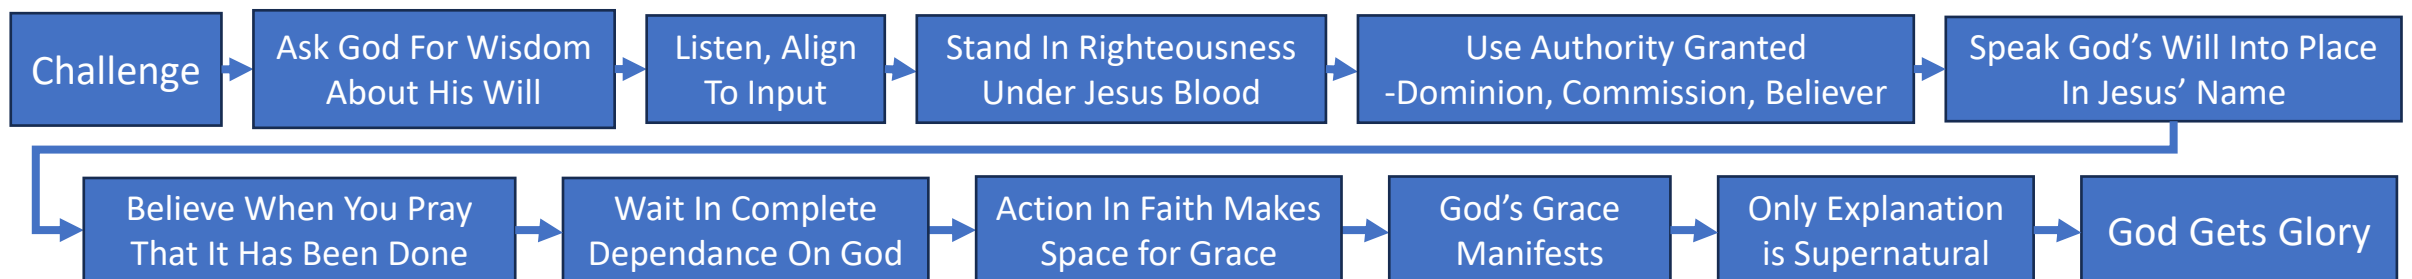 Challenge
Ask God For Wisdom
About His Will
Listen, Align
To Input
Stand In Righteousness
Under Jesus Blood
Use Authority Granted
-Dominion, Commission, Believer
Speak God’s Will Into Place
In Jesus’ Name
Believe When You Pray
That It Has Been Done
Wait In Complete
Dependance On God
Action In Faith Makes
Space for Grace
God’s Grace
Manifests
Only Explanation
is Supernatural
God Gets Glory